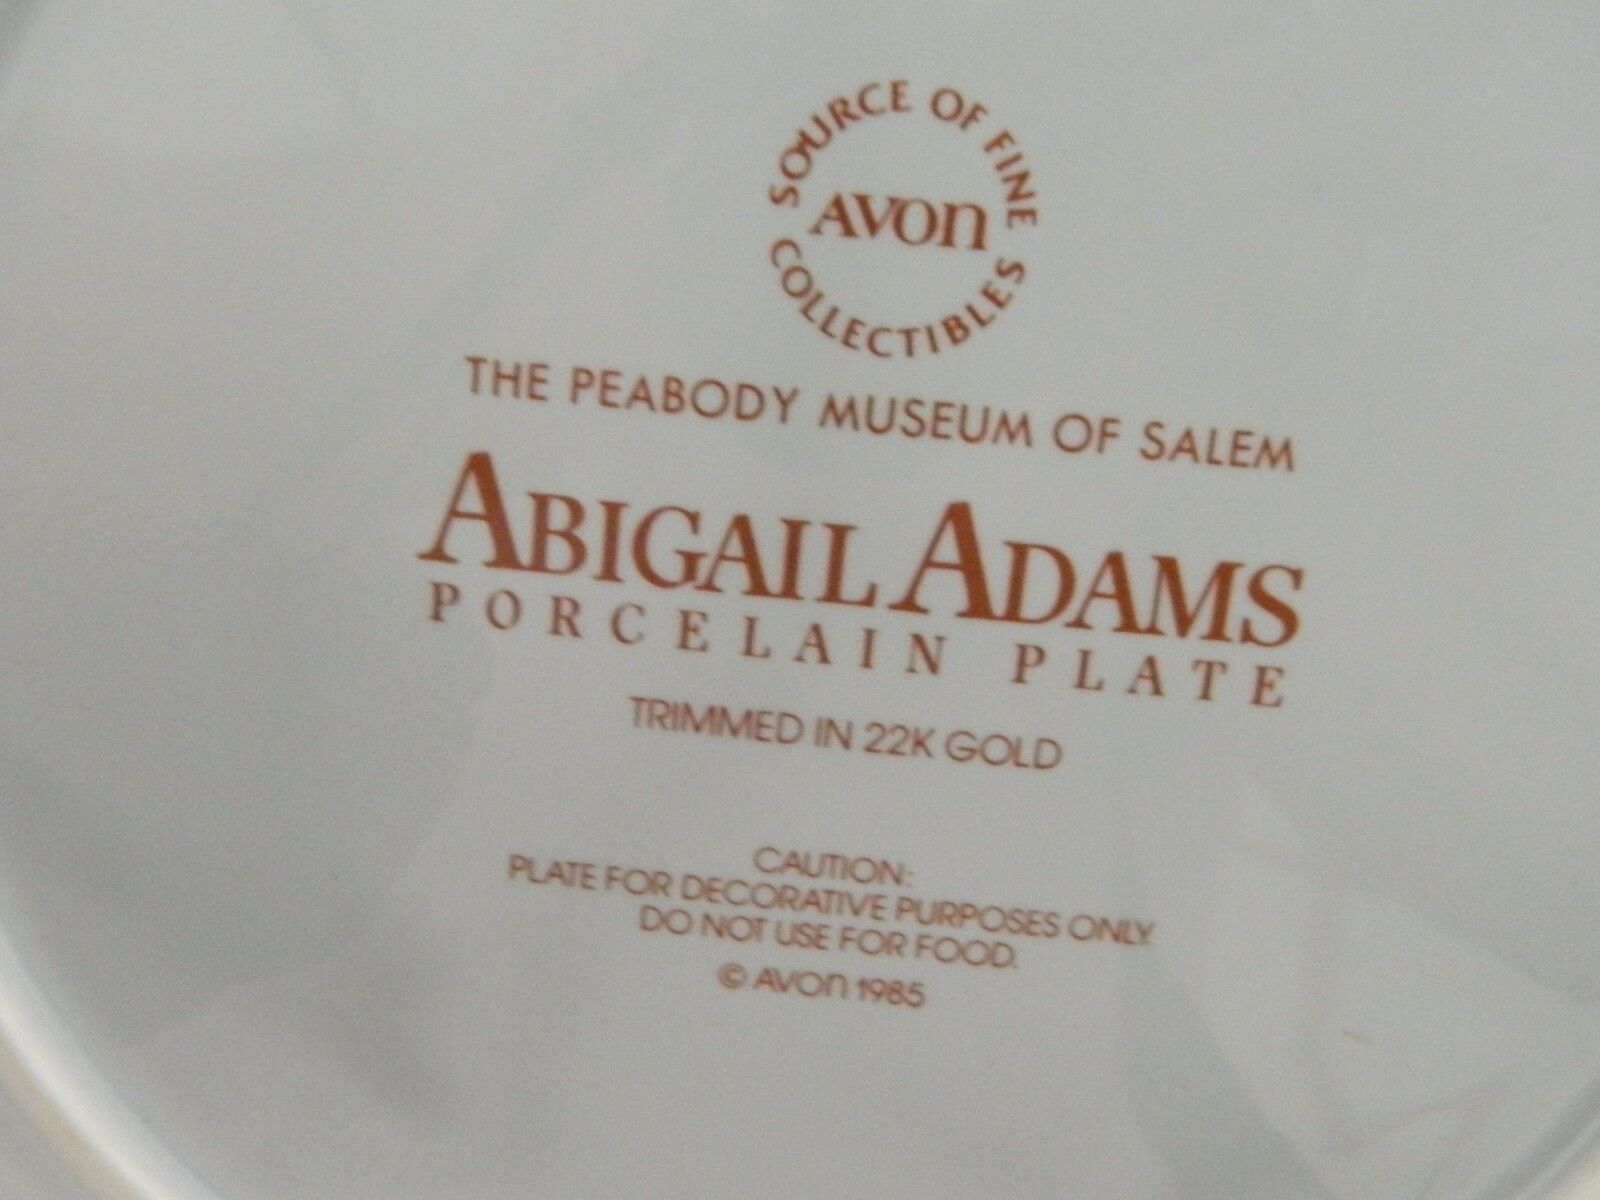 SOURCE OF FINE
AVON
COLLECTIBLES
THE PEABODY MUSEUM OF SALEM
ABIGAIL ADAMS
PORCELAIN PLATE
TRIMMED IN 22K GOLD
CAUTION:
PLATE FOR DECORATIVE PURPOSES ONLY.
DO NOT USE FOR FOOD.
© AVON 1985